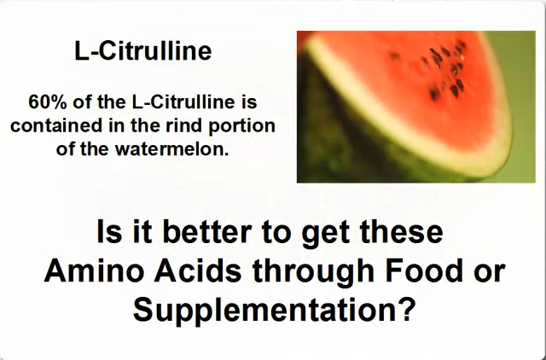 L-Citrulline
60% of the L-Citrulline is
contained in the rind portion
of the watermelon.
Is it better to get these
Amino Acids through Food or
Supplementation?